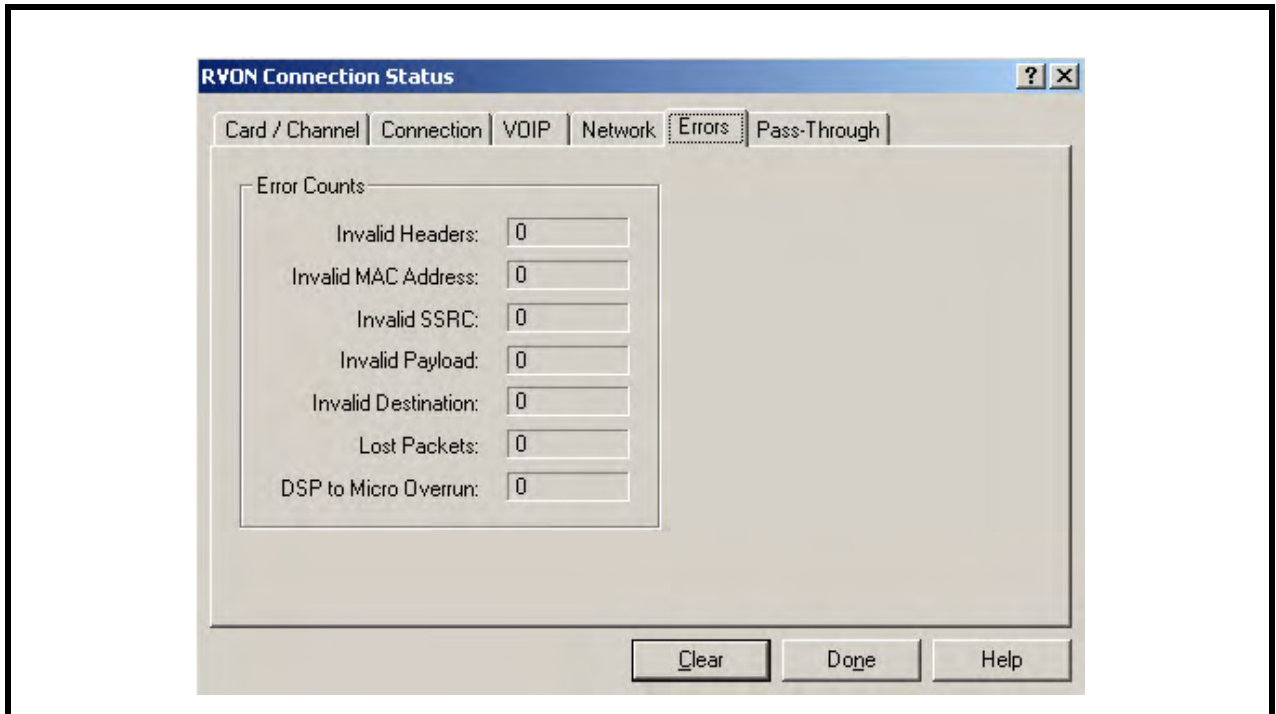 RVON Connection Status
Card / Channel Connection VOIP Network Errors Pass-Through
Error Counts
Invalid Headers: 0
Invalid MAC Address: 0
Invalid SSRC: 0
Invalid Payload: 0
Invalid Destination: 0
Lost Packets: 0
DSP to Micro Overrun: 0
Clear Done Help